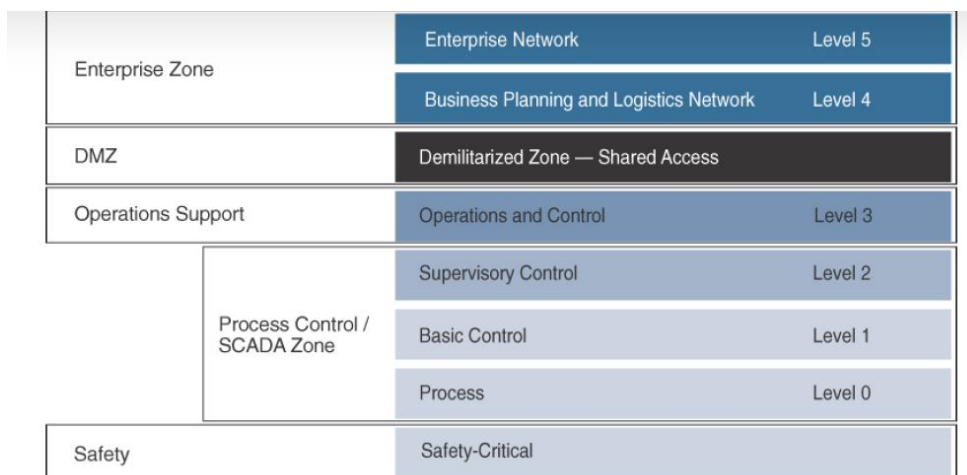 Enterprise Zone
Enterprise Network Level 5
Business Planning and Logistics Network Level 4
DMZ
Demilitarized Zone — Shared Access
Operations Support
Operations and Control Level 3
Process Control /
SCADA Zone
Supervisory Control Level 2
Basic Control Level 1
Process Level 0
Safety
Safety-Critical